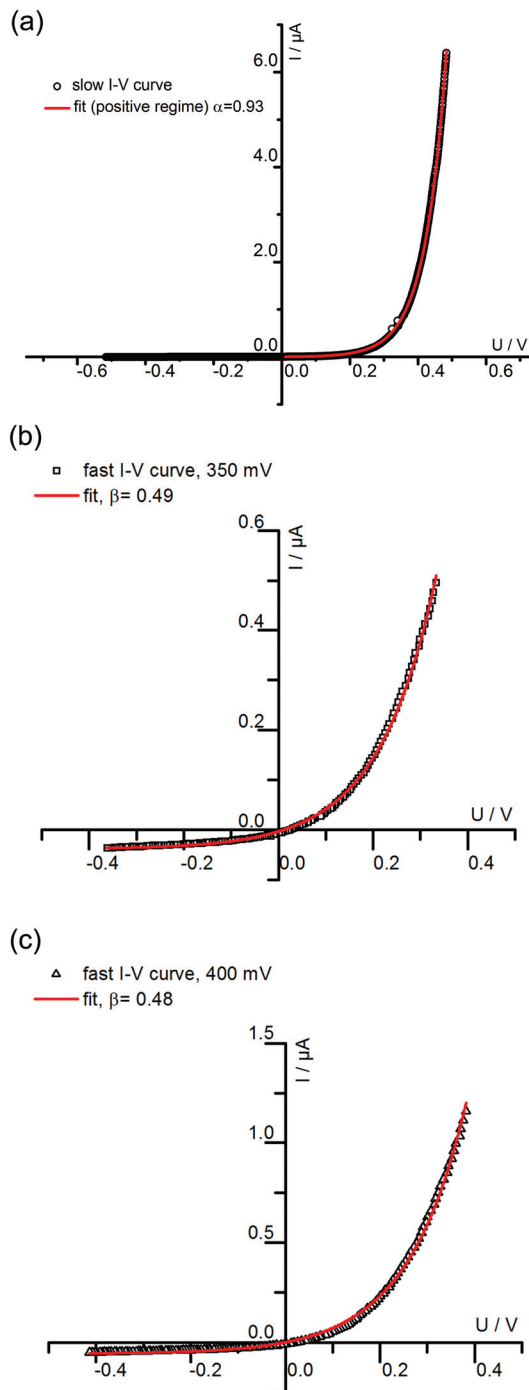 (a)
I / µA
6.0
slow I-V curve
fit (positive regime) α=0.93
4.0
2.0
0.0
U / V
-0.6 -0.4 -0.2 0.0 0.2 0.4 0.6
(b)
fast I-V curve, 350 mV
fit, β= 0.49
0.6
I / µA
0.4
0.2
0.0
U / V
-0.4 -0.2 0.0 0.2 0.4
(c)
fast I-V curve, 400 mV
fit, β= 0.48
1.5
I / µA
1.0
0.5
0.0
U / V
-0.4 -0.2 0.0 0.2 0.4